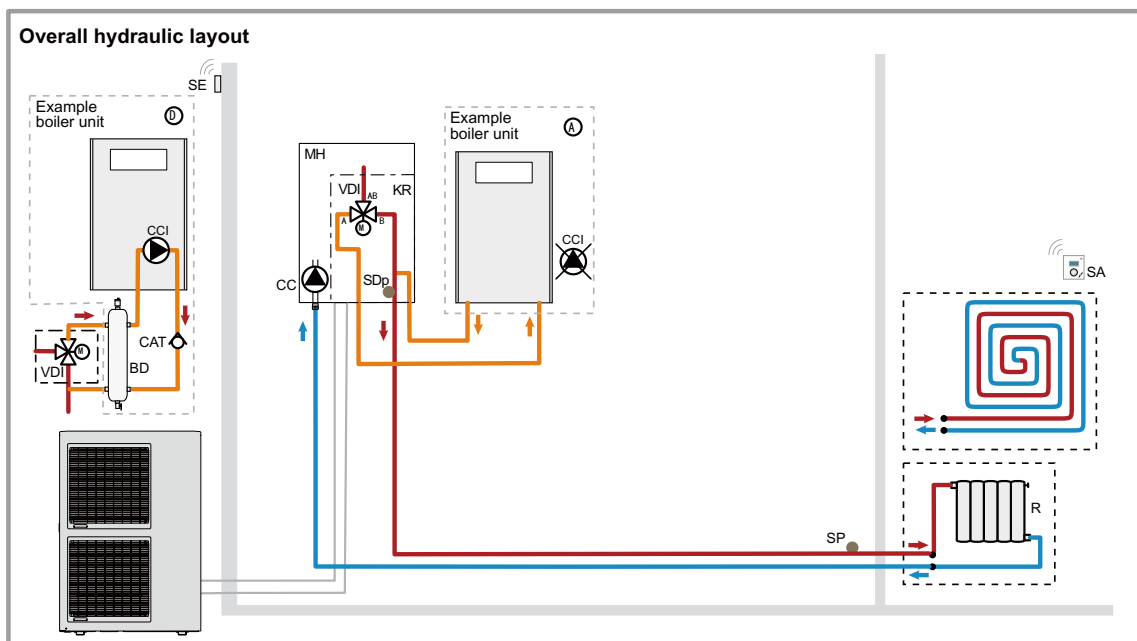 Overall hydraulic layout
SE
Example
boiler unit
D
CCI
CAT
VDI
M
BD
MH
VDI
KR
AB
A
B
M
CC
SDp
Example
boiler unit
A
CCI
SA
R
SP